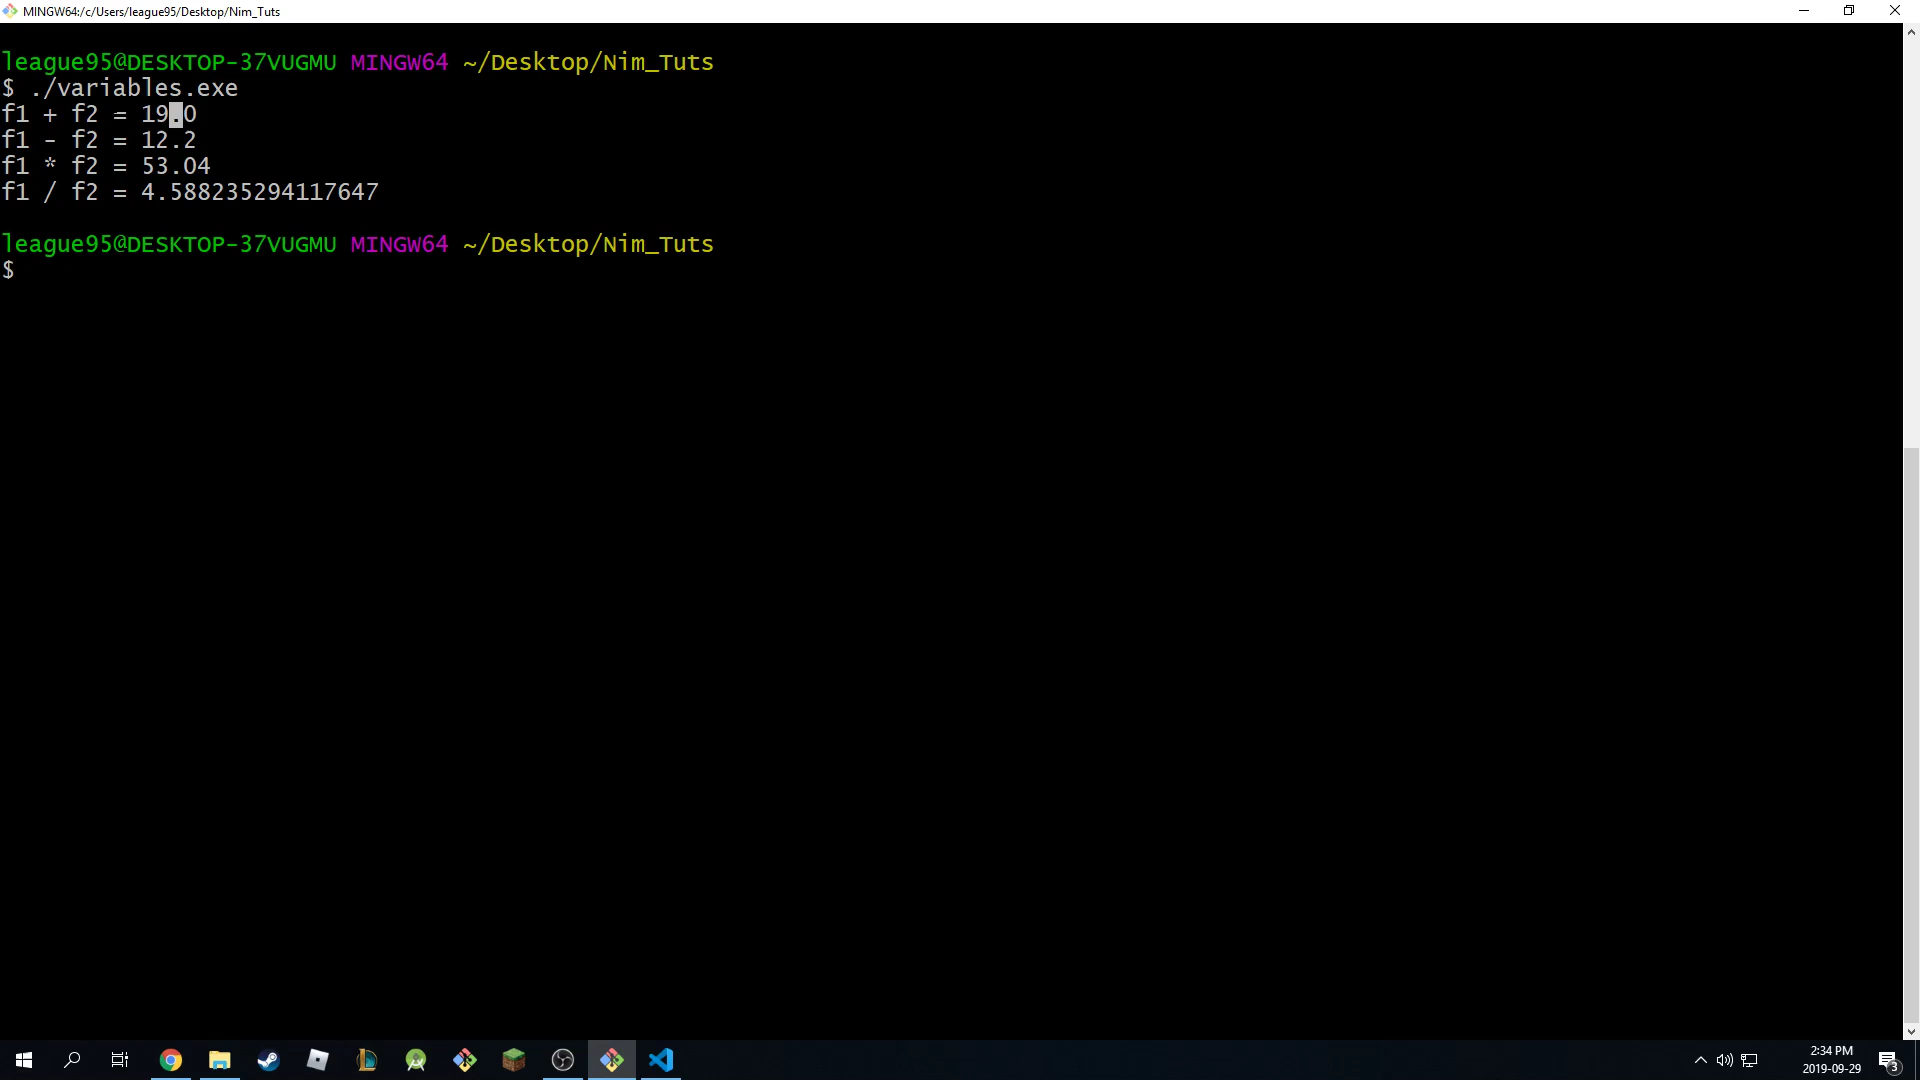 MINGW64:/c/Users/league95/Desktop/Nim_Tuts
league95@DESKTOP-37VUGMU MINGW64 ~/Desktop/Nim_Tuts
$ ./variables.exe
f1 + f2 = 19.0
f1 - f2 = 12.2
f1 * f2 = 53.04
f1 / f2 = 4.588235294117647
league95@DESKTOP-37VUGMU MINGW64 ~/Desktop/Nim_Tuts
$
2:34 PM
2019-09-29
3